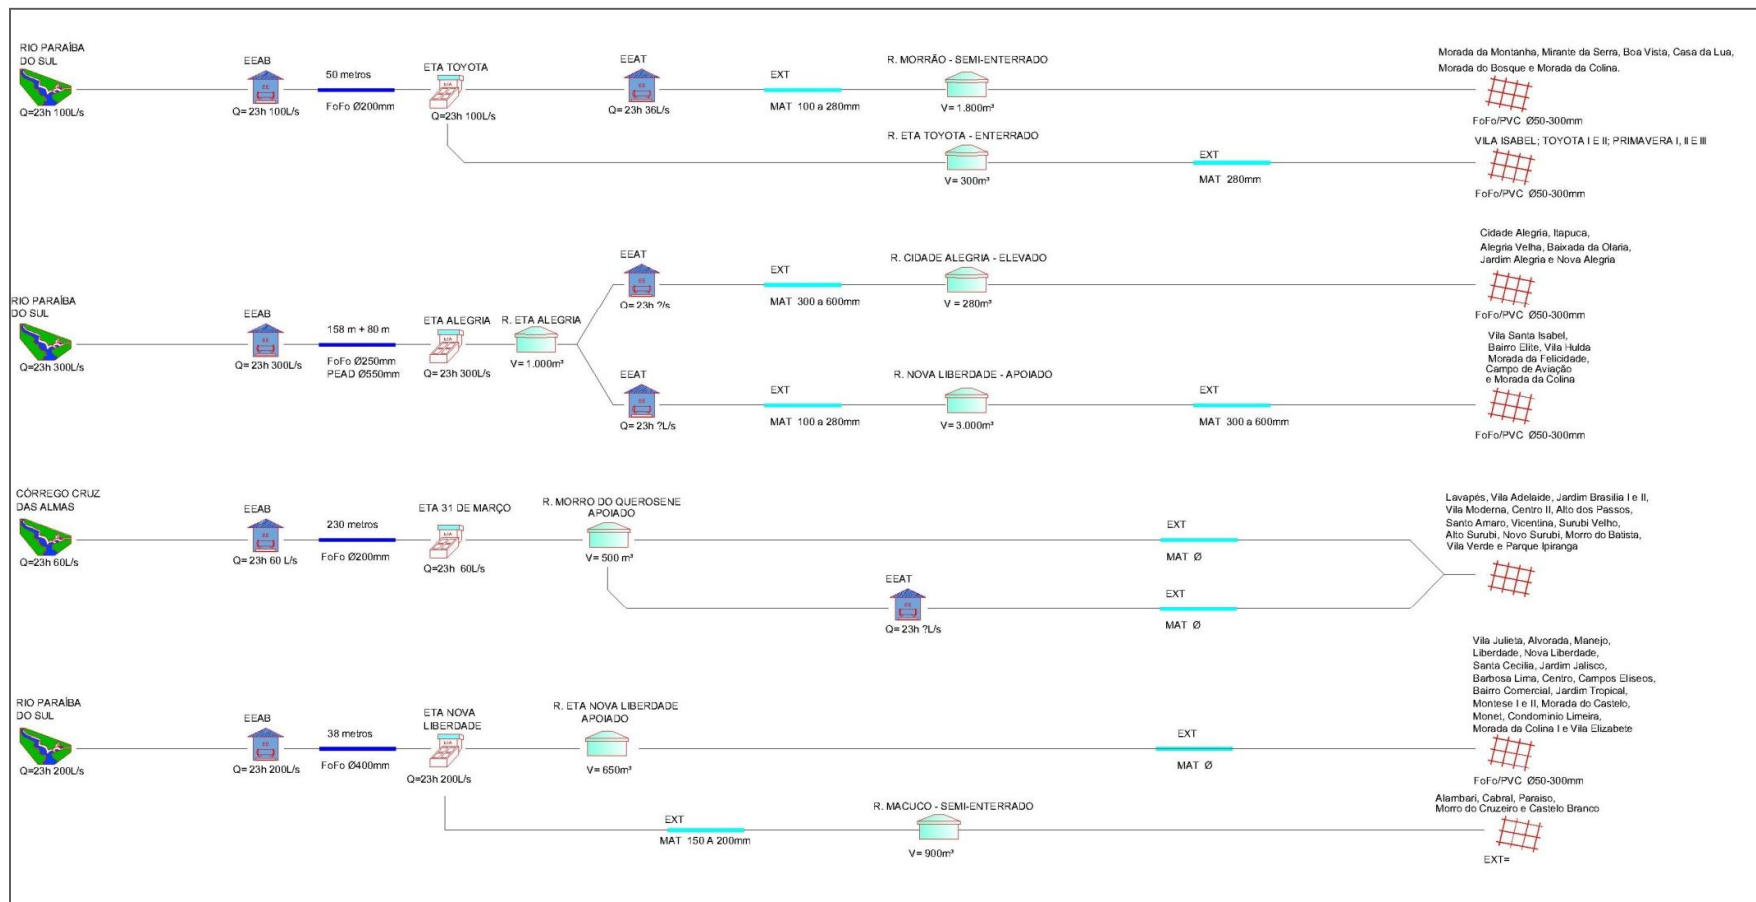 RIO PARAÍBA
DO SUL
Q=23h 100L/s
EEAB
Q= 23h 100L/s
50 metros
FoFo Ø200mm
ETA TOYOTA
Q=23h 100L/s
EEAT
Q= 23h 36L/s
EXT
MAT 100 a 280mm
R. MORRÃO - SEMI-ENTERRADO
V= 1.800m³
Morada da Montanha, Mirante da Serra, Boa Vista, Casa da Lua,
Morada do Bosque e Morada da Colina.
FoFo/PVC Ø50-300mm
R. ETA TOYOTA - ENTERRADO
V= 300m³
EXT
MAT 280mm
VILA ISABEL; TOYOTA I E II; PRIMAVERA I, II E III
FoFo/PVC Ø50-300mm
RIO PARAÍBA
DO SUL
Q=23h 300L/s
EEAB
Q= 23h 300L/s
158 m + 80 m
FoFo Ø250mm
PEAD Ø550mm
ETA ALEGRIA
Q= 23h 300L/s
R. ETA ALEGRIA
V= 1.000m³
EEAT
Q= 23h ?/s
EXT
MAT 300 a 600mm
R. CIDADE ALEGRIA - ELEVADO
V = 280m³
Cidade Alegria, Itapuca,
Alegria Velha, Baixada da Olaria,
Jardim Alegria e Nova Alegria
FoFo/PVC Ø50-300mm
EEAT
Q= 23h ?L/s
EXT
MAT 100 a 280mm
R. NOVA LIBERDADE - APOIADO
V= 3.000m³
EXT
MAT 300 a 600mm
Vila Santa Isabel,
Bairro Elite, Vila Hulda
Morada da Felicidade,
Campo de Aviação
e Morada da Colina
FoFo/PVC Ø50-300mm
CÓRREGO CRUZ
DAS ALMAS
Q=23h 60L/s
EEAB
Q= 23h 60 L/s
230 metros
FoFo Ø200mm
ETA 31 DE MARÇO
Q=23h 60L/s
R. MORRO DO QUEROSENE
APOIADO
V= 500 m³
EXT
MAT Ø
EEAT
Q= 23h ?L/s
EXT
MAT Ø
Lavapés, Vila Adelaide, Jardim Brasilia I e II,
Vila Moderna, Centro II, Alto dos Passos,
Santo Amaro, Vicentina, Surubi Velho,
Alto Surubi, Novo Surubi, Morro do Batista,
Vila Verde e Parque Ipiranga
RIO PARAÍBA
DO SUL
Q=23h 200L/s
EEAB
Q= 23h 200L/s
38 metros
FoFo Ø400mm
ETA NOVA
LIBERDADE
Q=23h 200L/s
R. ETA NOVA LIBERDADE
APOIADO
V= 650m³
EXT
MAT Ø
Vila Julieta, Alvorada, Manejo,
Liberdade, Nova Liberdade,
Santa Cecilia, Jardim Jalisco,
Barbosa Lima, Centro, Campos Eliseos,
Bairro Comercial, Jardim Tropical,
Montese I e II, Morada do Castelo,
Monet, Condominio Limeira,
Morada da Colina I e Vila Elizabete
FoFo/PVC Ø50-300mm
EXT
MAT 150 A 200mm
R. MACUCO - SEMI-ENTERRADO
V= 900m³
Alambari, Cabral, Paraiso,
Morro do Cruzeiro e Castelo Branco
EXT=